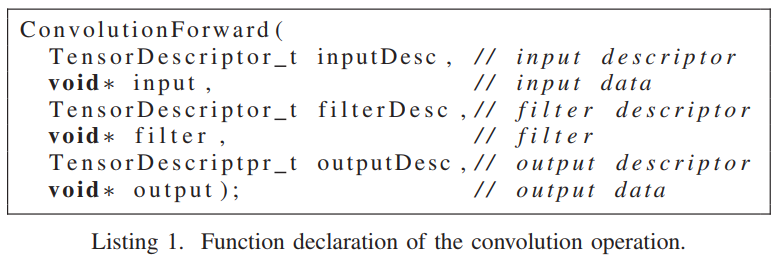 ConvolutionForward(
TensorDescriptor_t inputDesc, // input descriptor
void* input, // input data
TensorDescriptor_t filterDesc,// filter descriptor
void* filter, // filter
TensorDescriptpr_t outputDesc,// output descriptor
void* output); // output data
Listing 1. Function declaration of the convolution operation.